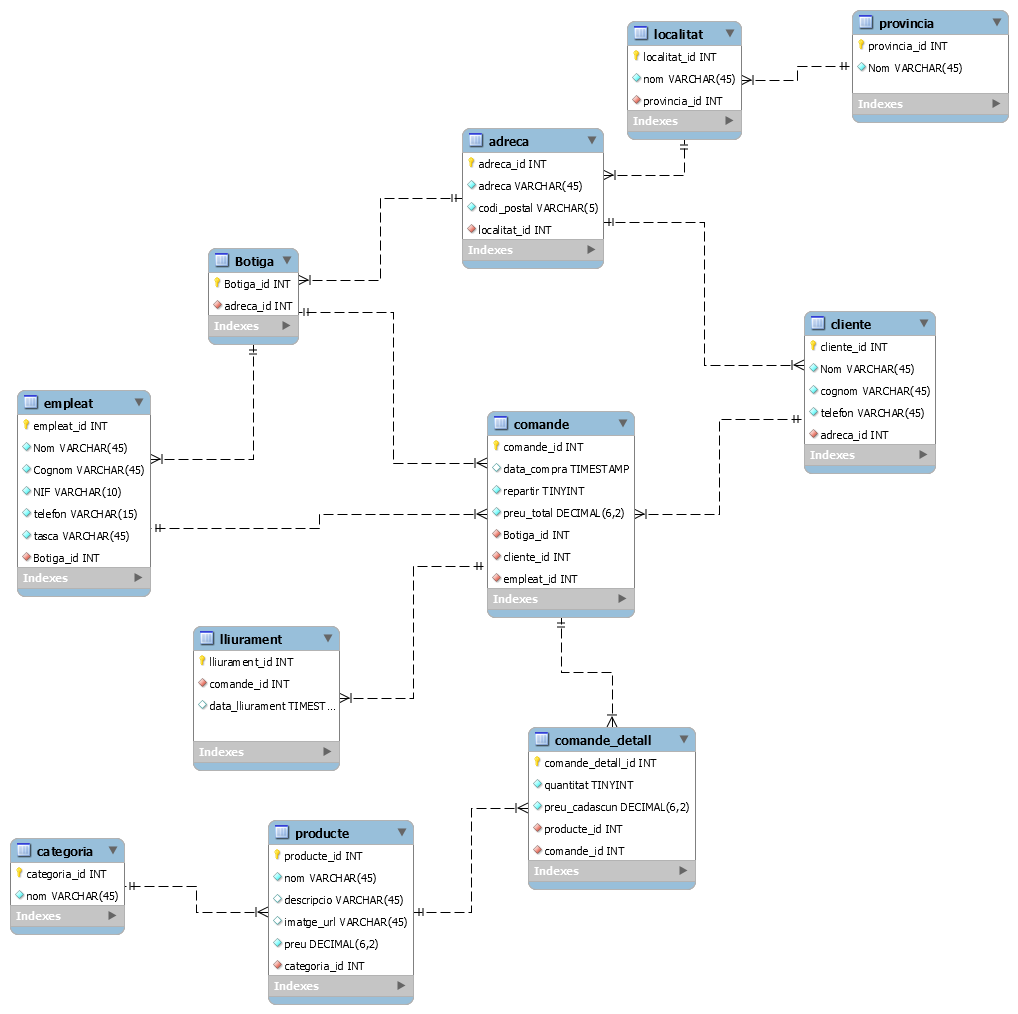 provincia
provincia_id INT
Nom VARCHAR(45)
Indexes
localitat
localitat_id INT
nom VARCHAR(45)
provincia_id INT
Indexes
adreca
adreca_id INT
adreca VARCHAR(45)
codi_postal VARCHAR(5)
localitat_id INT
Indexes
Botiga
Botiga_id INT
adreca_id INT
Indexes
cliente
cliente_id INT
Nom VARCHAR(45)
cognom VARCHAR(45)
telefon VARCHAR(45)
adreca_id INT
Indexes
empleat
empleat_id INT
Nom VARCHAR(45)
Cognom VARCHAR(45)
NIF VARCHAR(10)
telefon VARCHAR(15)
tasca VARCHAR(45)
Botiga_id INT
Indexes
comande
comande_id INT
data_compra TIMESTAMP
repartir TINYINT
preu_total DECIMAL(6,2)
Botiga_id INT
cliente_id INT
empleat_id INT
Indexes
lliurament
lliurament_id INT
comande_id INT
data_lliurament TIMEST...
Indexes
comande_detall
comande_detall_id INT
quantitat TINYINT
preu_cadascun DECIMAL(6,2)
producte_id INT
comande_id INT
Indexes
producte
producte_id INT
nom VARCHAR(45)
descripcio VARCHAR(45)
imatge_url VARCHAR(45)
preu DECIMAL(6,2)
categoria_id INT
Indexes
categoria
categoria_id INT
nom VARCHAR(45)
Indexes